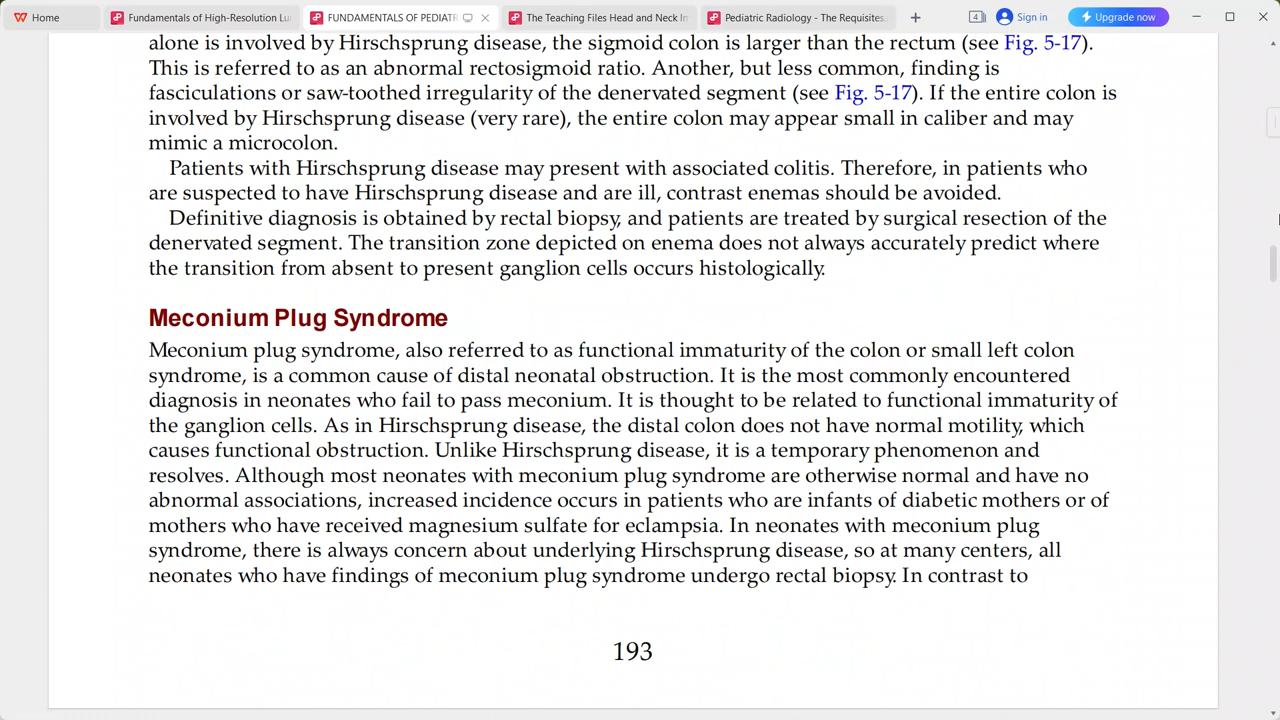 Home
Fundamentals of High-Resolution Lu
FUNDAMENTALS OF PEDIATR
The Teaching Files Head and Neck Im
Pediatric Radiology - The Requisites.
4
Sign in
Upgrade now
alone is involved by Hirschsprung disease, the sigmoid colon is larger than the rectum (see Fig. 5-17).
This is referred to as an abnormal rectosigmoid ratio. Another, but less common, finding is
fasciculations or saw-toothed irregularity of the denervated segment (see Fig. 5-17). If the entire colon is
involved by Hirschsprung disease (very rare), the entire colon may appear small in caliber and may
mimic a microcolon.
Patients with Hirschsprung disease may present with associated colitis. Therefore, in patients who
are suspected to have Hirschsprung disease and are ill, contrast enemas should be avoided.
Definitive diagnosis is obtained by rectal biopsy, and patients are treated by surgical resection of the
denervated segment. The transition zone depicted on enema does not always accurately predict where
the transition from absent to present ganglion cells occurs histologically.
Meconium Plug Syndrome
Meconium plug syndrome, also referred to as functional immaturity of the colon or small left colon
syndrome, is a common cause of distal neonatal obstruction. It is the most commonly encountered
diagnosis in neonates who fail to pass meconium. It is thought to be related to functional immaturity of
the ganglion cells. As in Hirschsprung disease, the distal colon does not have normal motility, which
causes functional obstruction. Unlike Hirschsprung disease, it is a temporary phenomenon and
resolves. Although most neonates with meconium plug syndrome are otherwise normal and have no
abnormal associations, increased incidence occurs in patients who are infants of diabetic mothers or of
mothers who have received magnesium sulfate for eclampsia. In neonates with meconium plug
syndrome, there is always concern about underlying Hirschsprung disease, so at many centers, all
neonates who have findings of meconium plug syndrome undergo rectal biopsy. In contrast to
193